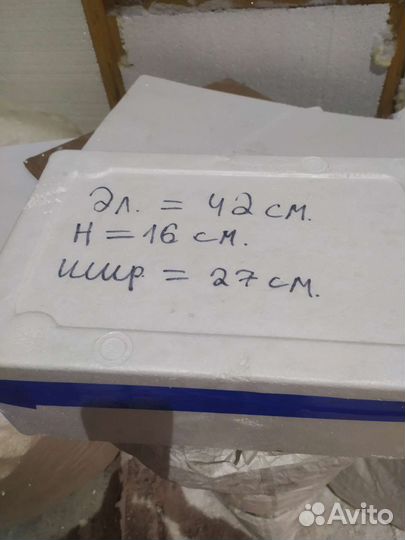 Дл. = 42 см.
H = 16 см.
шир. = 27 см.
Avito